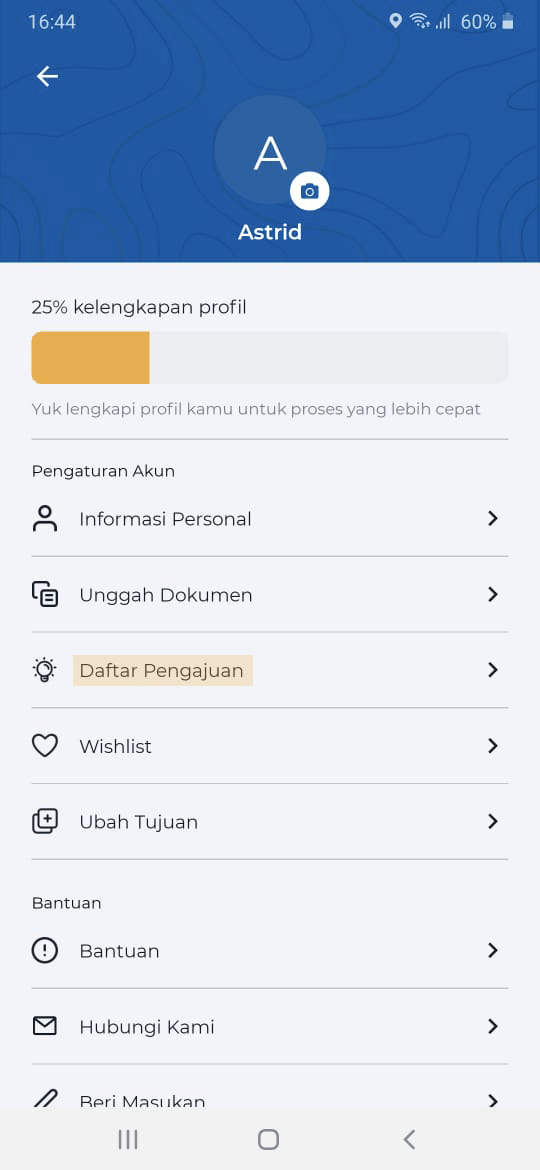 16:44
60%
A
Astrid
25% kelengkapan profil
Yuk lengkapi profil kamu untuk proses yang lebih cepat
Pengaturan Akun
Informasi Personal
Unggah Dokumen
Daftar Pengajuan
Wishlist
Ubah Tujuan
Bantuan
Bantuan
Hubungi Kami
Beri Masukan